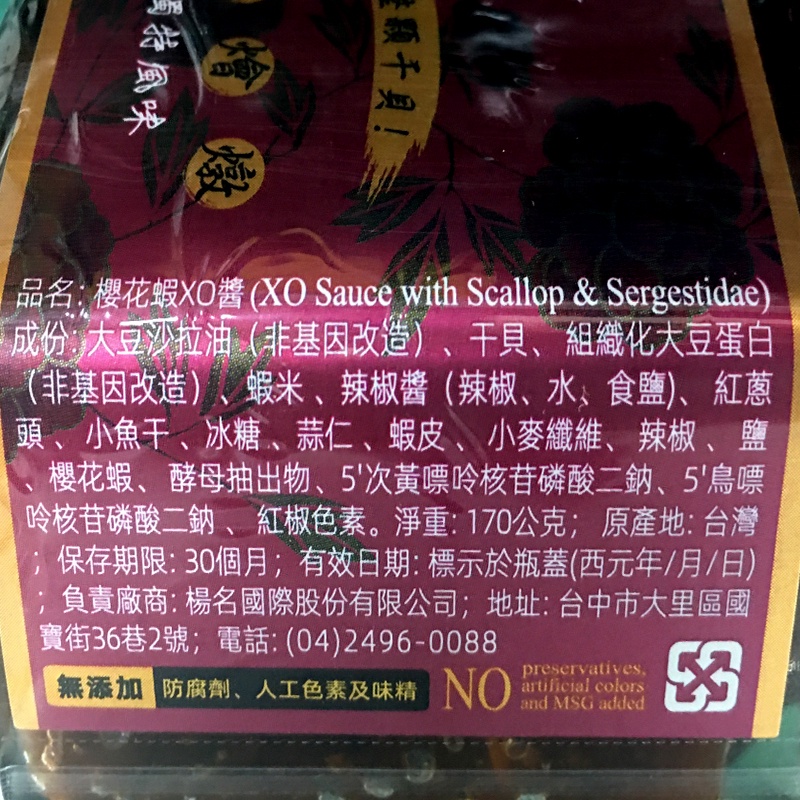 獨特風味
燴
燉
顆干貝！
品名: 櫻花蝦XO醬 (XO Sauce with Scallop & Sergestidae)
成份: 大豆沙拉油（非基因改造）、干貝、組織化大豆蛋白
（非基因改造）、蝦米、辣椒醬（辣椒、水、食鹽)、紅蔥
頭、小魚干、冰糖、蒜仁、蝦皮、小麥纖維、辣椒、鹽
、櫻花蝦、酵母抽出物、5'次黃嘌呤核苷磷酸二鈉、5'鳥嘌
呤核苷磷酸二鈉、紅椒色素。淨重: 170公克；原產地: 台灣
；保存期限: 30個月；有效日期: 標示於瓶蓋(西元年/月/日)
；負責廠商: 楊名國際股份有限公司；地址: 台中市大里區國
寶街36巷2號；電話: (04)2496-0088
無添加 防腐劑、人工色素及味精
NO preservatives,
artificial colors
and MSG added